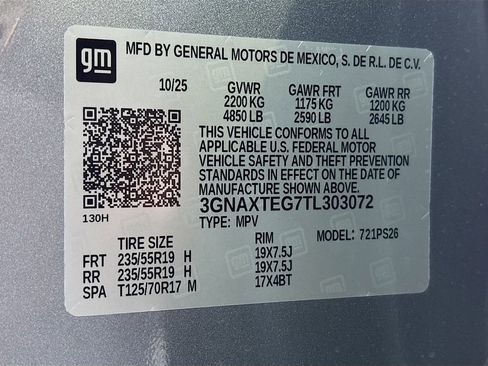 gm
MFD BY GENERAL MOTORS DE MEXICO, S. DE R.L. DE C.V.
10/25 GVWR GAWR FRT GAWR RR
2200 KG 1175 KG 1200 KG
4850 LB 2590 LB 2645 LB
THIS VEHICLE CONFORMS TO ALL
APPLICABLE U.S. FEDERAL MOTOR
VEHICLE SAFETY AND THEFT PREVENTION
STANDARDS IN EFFECT ON THE DATE OF
MANUFACTURE SHOWN ABOVE.
3GNAXTEG7TL303072
130H
TYPE: MPV
TIRE SIZE RIM MODEL: 721PS26
FRT 235/55R19 H 19X7.5J
RR 235/55R19 H 19X7.5J
SPA T125/70R17 M 17X4BT